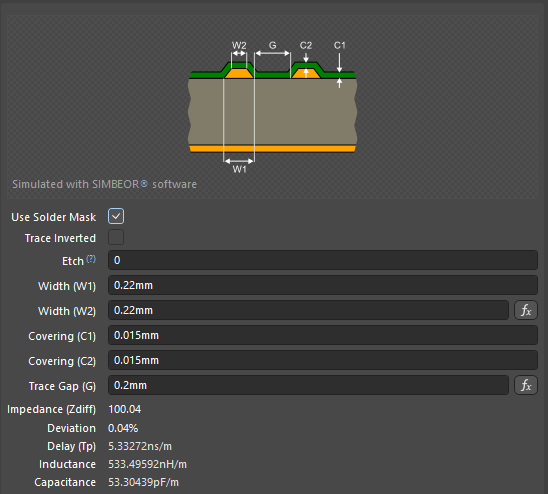 W2 G C2 C1
W1
Simulated with SIMBEOR® software
Use Solder Mask
Trace Inverted
Etch (?) 0
Width (W1) 0.22mm
Width (W2) 0.22mm fx
Covering (C1) 0.015mm
Covering (C2) 0.015mm
Trace Gap (G) 0.2mm fx
Impedance (Zdiff) 100.04
Deviation 0.04%
Delay (Tp) 5.33272ns/m
Inductance 533.49592nH/m
Capacitance 53.30439pF/m